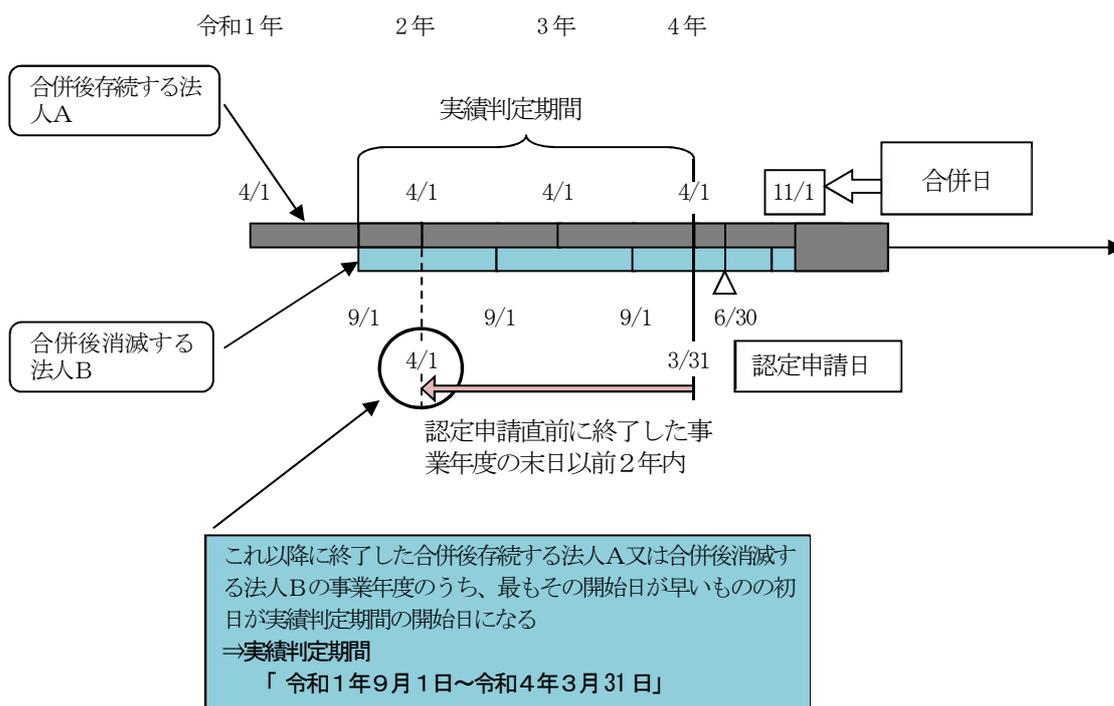 令和1年　2年　3年　4年
合併後存続する法
人A
実績判定期間
4/1　4/1　4/1　4/1　11/1
合併日
9/1　9/1　9/1　6/30
合併後消滅する
法人B
4/1　3/31
認定申請日
認定申請直前に終了した事
業年度の末日以前２年内
これ以降に終了した合併後存続する法人A又は合併後消滅す
る法人Bの事業年度のうち、最もその開始日が早いものの初
日が実績判定期間の開始日になる
⇒実績判定期間
「 令和１年９月１日～令和４年３月31日」